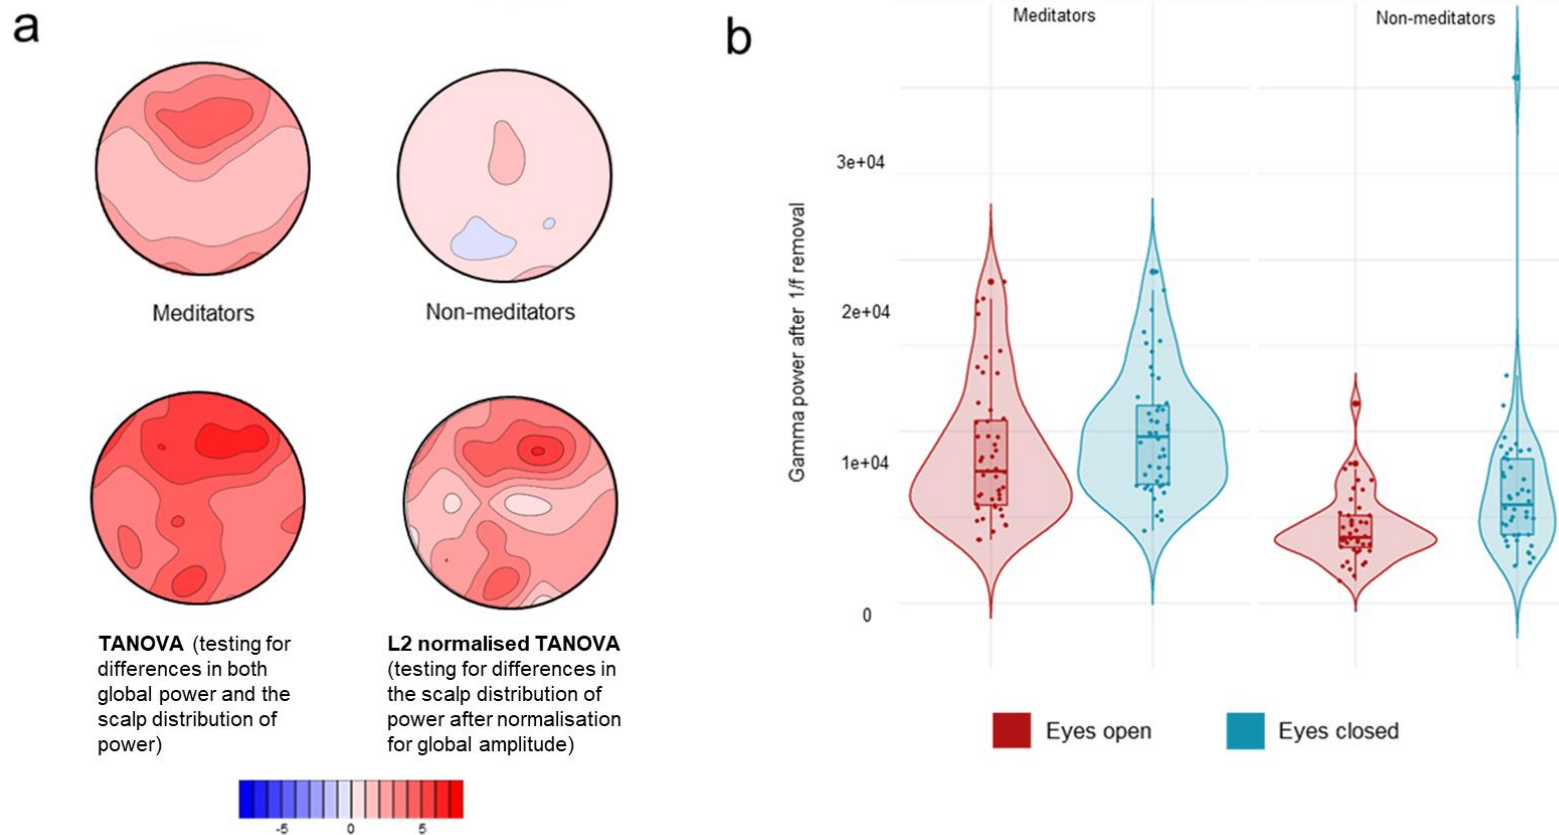 a
Meditators
Non-meditators
TANOVA (testing for
differences in both
global power and the
scalp distribution of
power)
L2 normalised TANOVA
(testing for differences in
the scalp distribution of
power after normalisation
for global amplitude)
-5
0
5
b
Meditators
Non-meditators
Gamma power after 1/f removal
3e+04
2e+04
1e+04
0
Eyes open
Eyes closed